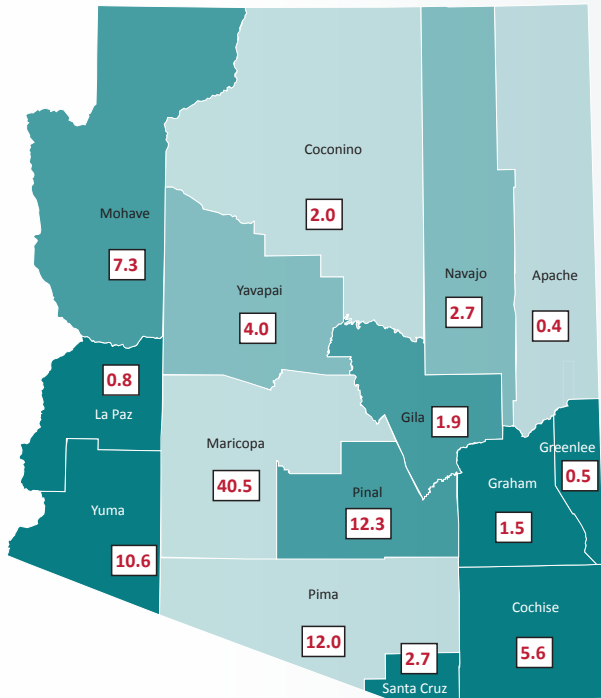 Coconino
2.0
Mohave
7.3
Navajo
2.7
Apache
0.4
Yavapai
4.0
0.8
La Paz
Gila
1.9
Maricopa
40.5
Greenlee
0.5
Graham
1.5
Pinal
12.3
Yuma
10.6
Pima
12.0
Cochise
5.6
2.7
Santa Cruz